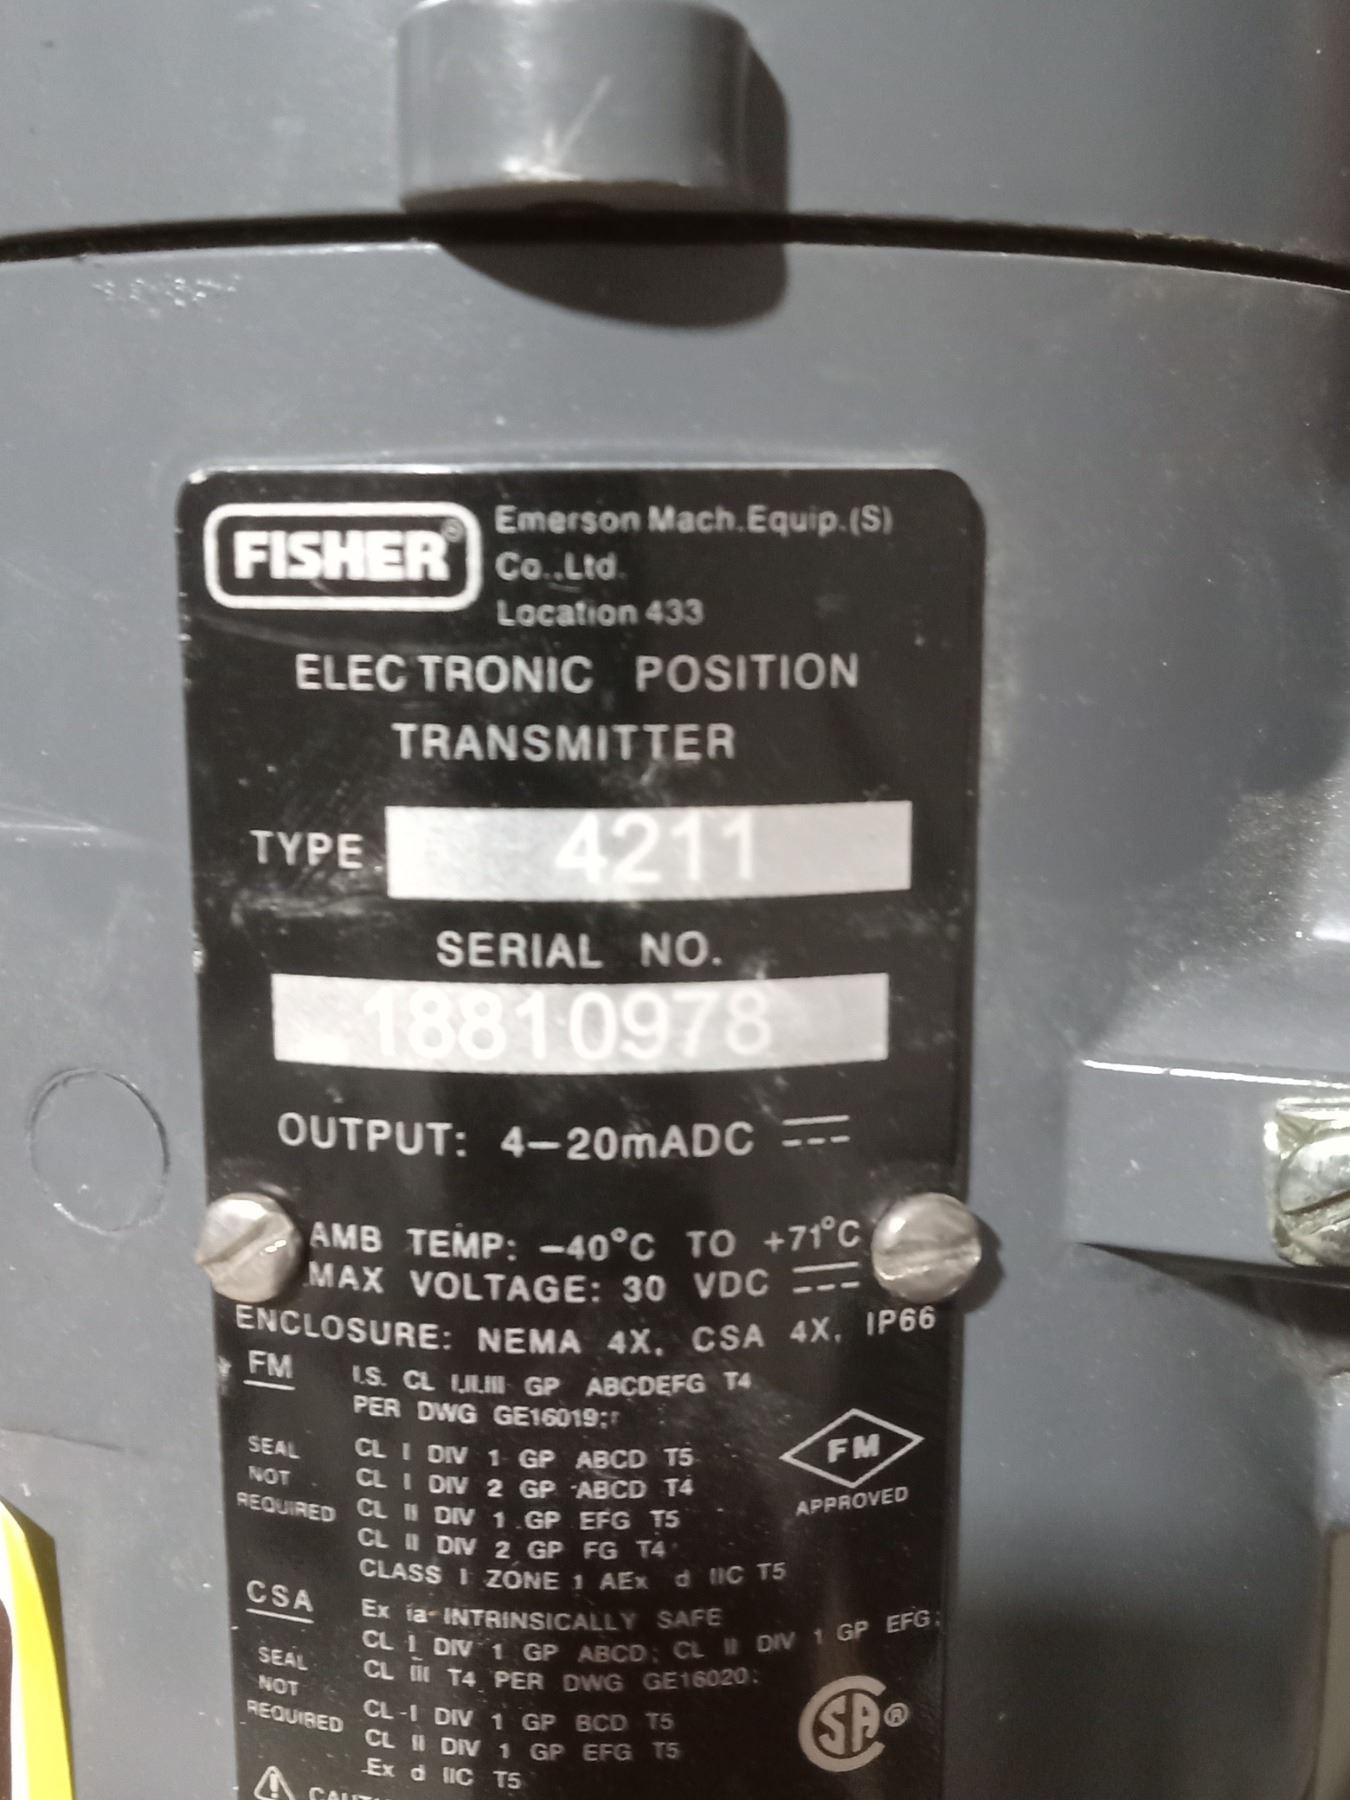 FISHER®
Emerson Mach.Equip.(S)
Co.,Ltd.
Location 433
ELECTRONIC POSITION
TRANSMITTER
TYPE 4211
SERIAL NO.
18810978
OUTPUT: 4-20mADC
AMB TEMP: -40°C TO +71°C
MAX VOLTAGE: 30 VDC
ENCLOSURE: NEMA 4X, CSA 4X, IP66
FM I.S. CL I,II,III GP ABCDEFG T4
PER DWG GE16019;
SEAL NOT REQUIRED
CL I DIV 1 GP ABCD T5
CL I DIV 2 GP ABCD T4
CL II DIV 1 GP EFG T5
CL II DIV 2 GP FG T4
CLASS I ZONE 1 AEx d IIC T5
FM
APPROVED
CSA Ex ia INTRINSICALLY SAFE
CL I DIV 1 GP ABCD; CL II DIV 1 GP EFG;
CL III T4 PER DWG GE16020;
SEAL NOT REQUIRED
CL I DIV 1 GP BCD T5
CL II DIV 1 GP EFG T5
Ex d IIC T5
SA®